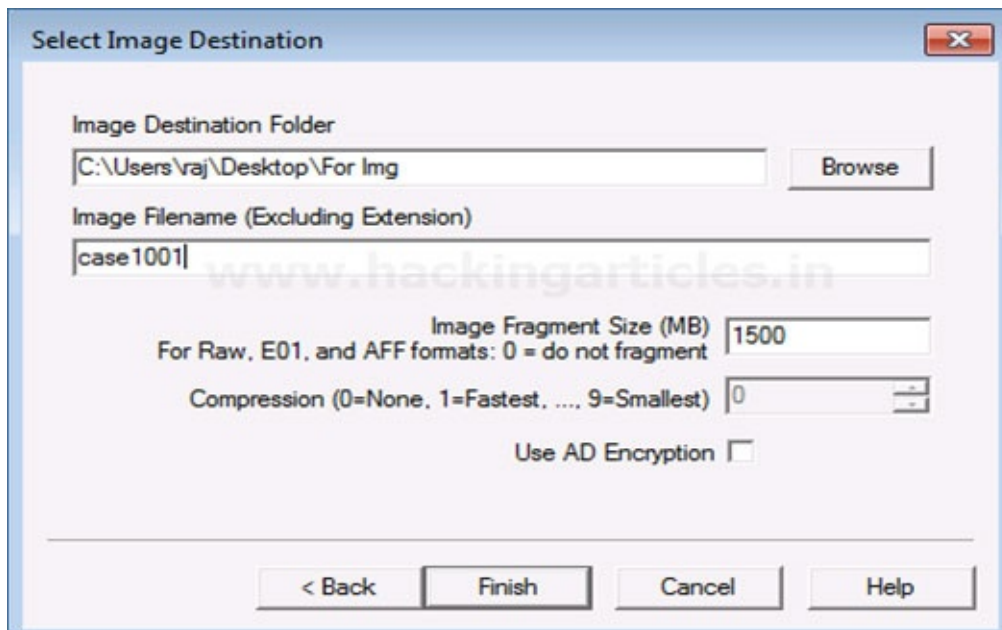 Select Image Destination
Image Destination Folder
C:\Users\raj\Desktop\For Img
Browse
Image Filename (Excluding Extension)
case1001
www.hackingarticles.in
Image Fragment Size (MB)
For Raw, E01, and AFF formats: 0 = do not fragment
1500
Compression (0=None, 1=Fastest, ..., 9=Smallest)
0
Use AD Encryption
< Back
Finish
Cancel
Help